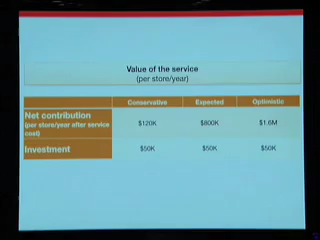 Value of the service
(per store/year)
Conservative Expected Optimistic
Net contribution
(per store/year after service
cost)
$120K $800K $1.6M
Investment $50K $50K $50K